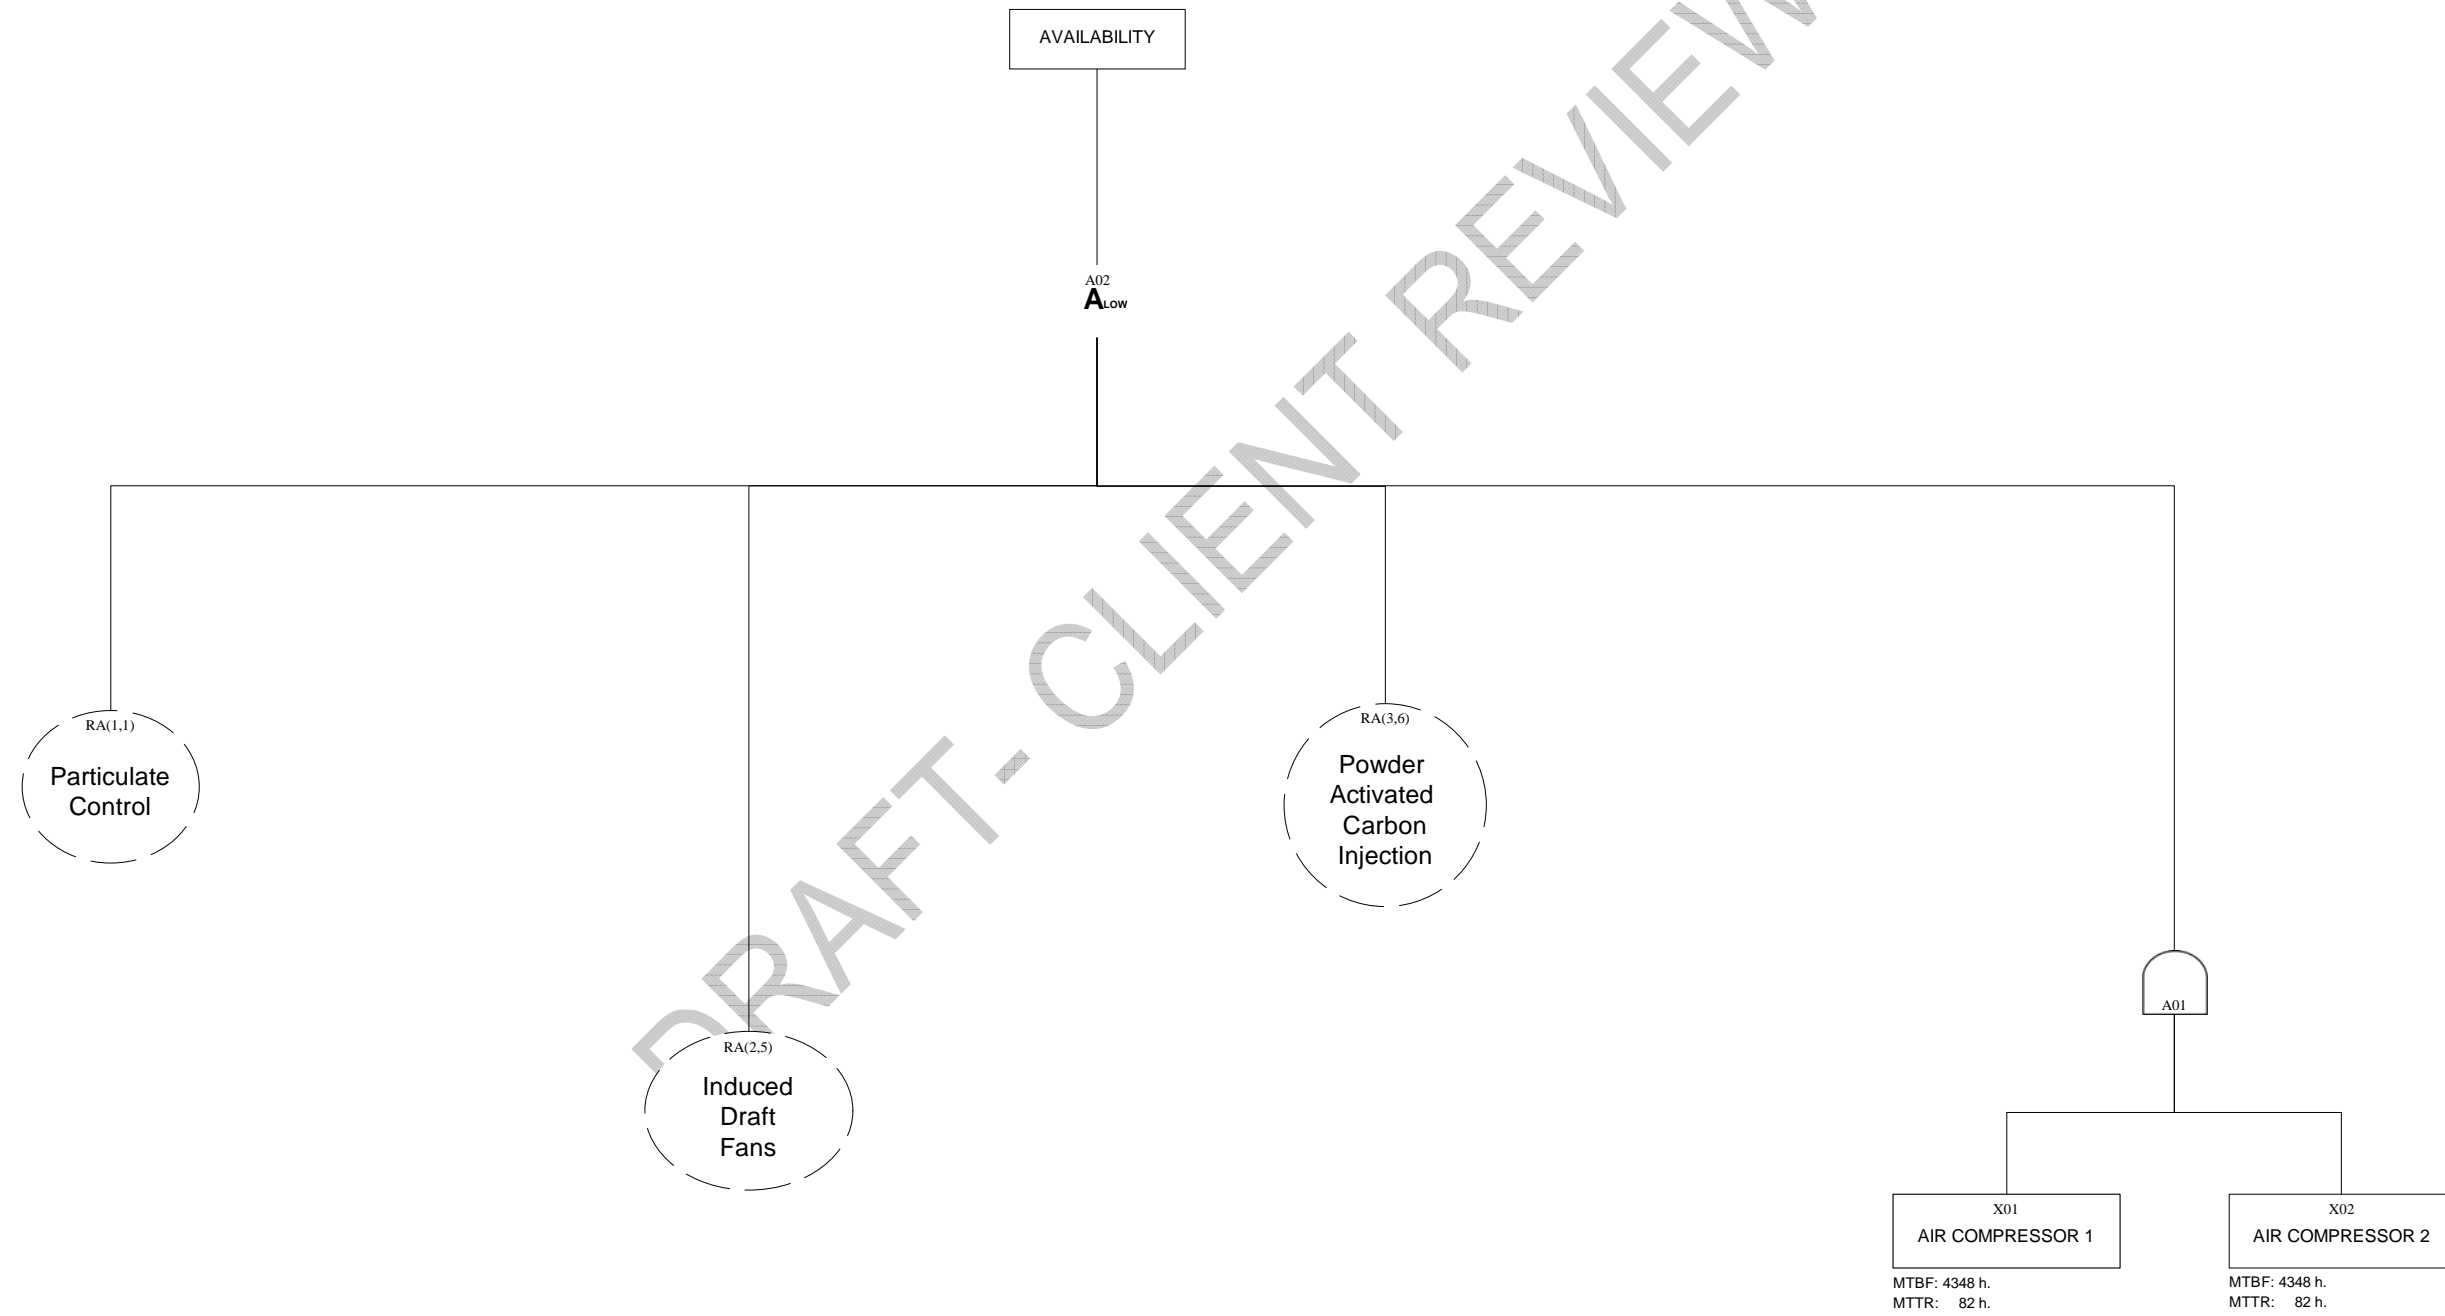 AVAILABILITY
A02
ALOW
RA(1,1)
Particulate
Control
RA(2,5)
Induced
Draft
Fans
RA(3,6)
Powder
Activated
Carbon
Injection
A01
X01
AIR COMPRESSOR 1
MTBF: 4348 h.
MTTR: 82 h.
X02
AIR COMPRESSOR 2
MTBF: 4348 h.
MTTR: 82 h.
DRAFT- CLIENT REVIEW